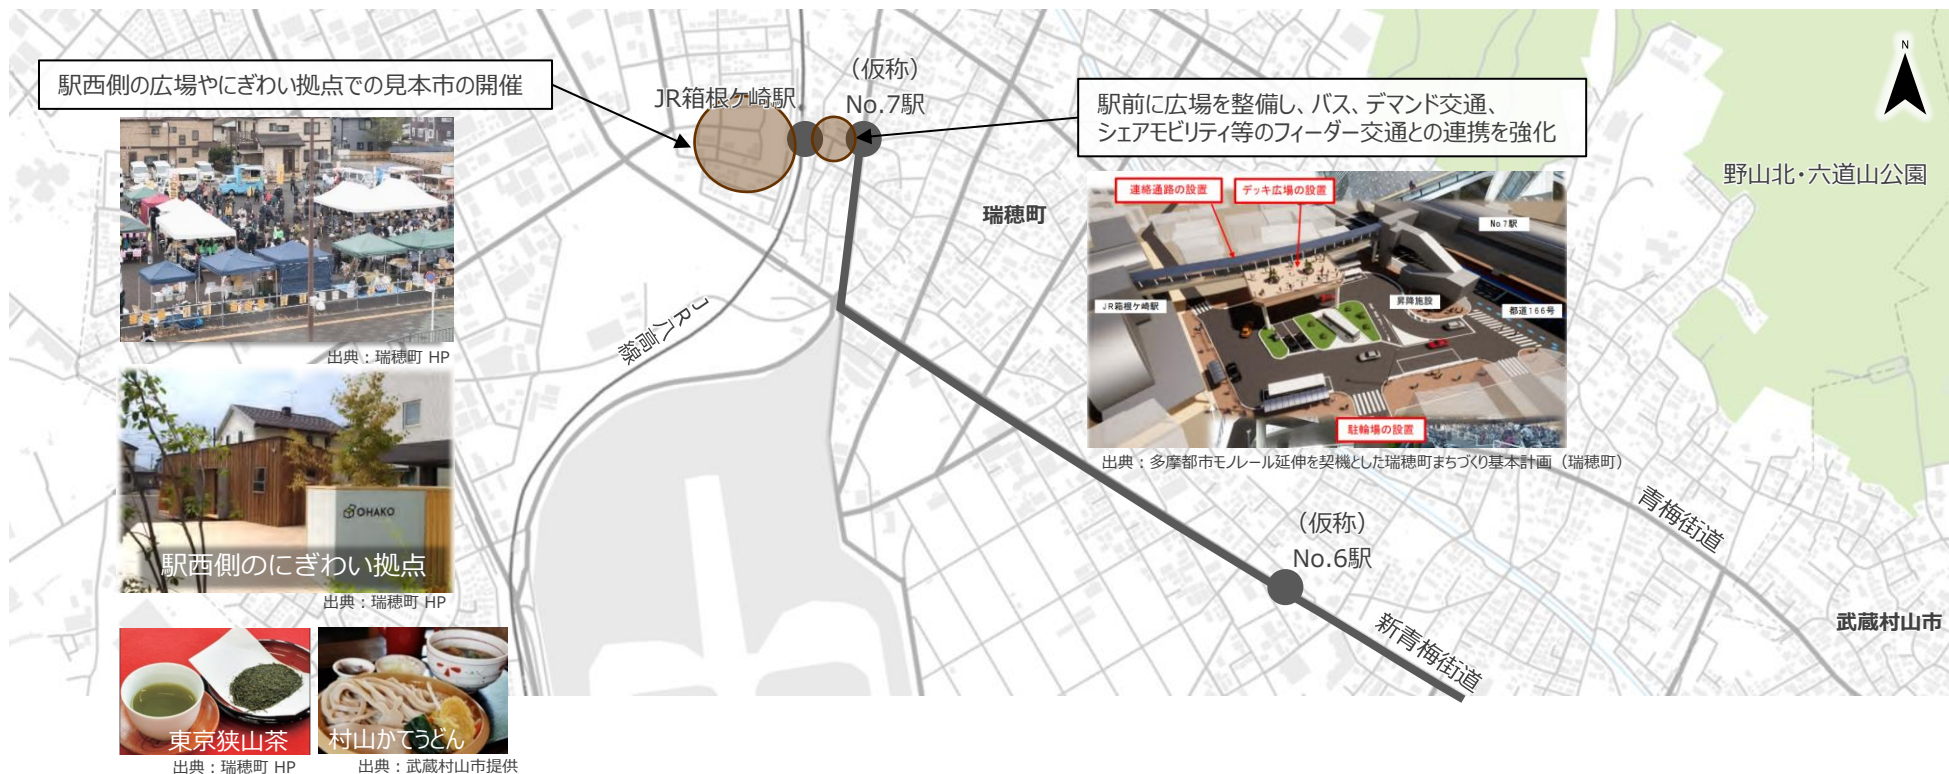 駅西側の広場やにぎわい拠点での見本市の開催
JR箱根ケ崎駅
（仮称）
No.7駅
駅前に広場を整備し、バス、デマンド交通、
シェアモビリティ等のフィーダー交通との連携を強化
N
野山北・六道山公園
瑞穂町
連絡通路の設置
デッキ広場の設置
No.7駅
JR箱根ケ崎駅
昇降施設
都道166号
駐輪場の設置
出典：多摩都市モノレール延伸を契機とした瑞穂町まちづくり基本計画（瑞穂町）
JR八高線
出典：瑞穂町 HP
OHAKO
駅西側のにぎわい拠点
出典：瑞穂町 HP
（仮称）
No.6駅
青梅街道
新青梅街道
武蔵村山市
東京狭山茶
出典：瑞穂町 HP
村山かてうどん
出典：武蔵村山市提供